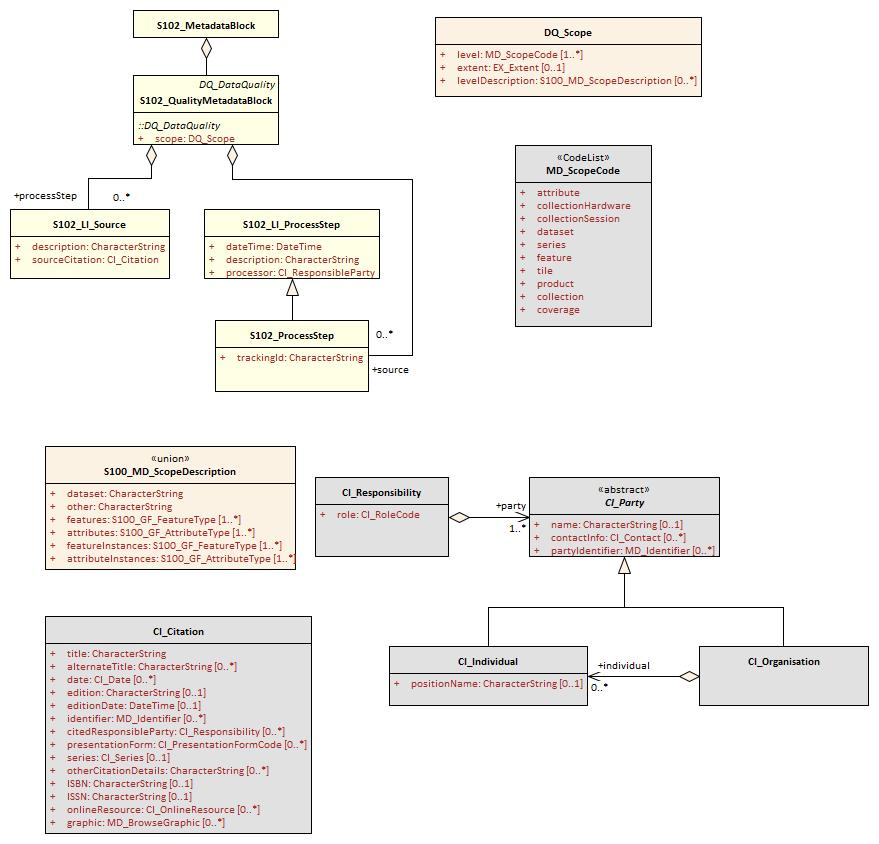 S102_MetadataBlock
DQ_DataQuality
S102_QualityMetadataBlock
::DQ_DataQuality
+ scope: DQ_Scope
+processStep
0..*
S102_LI_Source
+ description: CharacterString
+ sourceCitation: CI_Citation
S102_LI_ProcessStep
+ dateTime: DateTime
+ description: CharacterString
+ processor: CI_ResponsibleParty
S102_ProcessStep
+ trackingId: CharacterString
0..*
+source
DQ_Scope
+ level: MD_ScopeCode [1..*]
+ extent: EX_Extent [0..1]
+ levelDescription: S100_MD_ScopeDescription [0..*]
«CodeList»
MD_ScopeCode
+ attribute
+ collectionHardware
+ collectionSession
+ dataset
+ series
+ feature
+ tile
+ product
+ collection
+ coverage
«union»
S100_MD_ScopeDescription
+ dataset: CharacterString
+ other: CharacterString
+ features: S100_GF_FeatureType [1..*]
+ attributes: S100_GF_AttributeType [1..*]
+ featureInstances: S100_GF_FeatureType [1..*]
+ attributeInstances: S100_GF_AttributeType [1..*]
CI_Responsibility
+ role: CI_RoleCode
+party
1..*
«abstract»
CI_Party
+ name: CharacterString [0..1]
+ contactInfo: CI_Contact [0..*]
+ partyIdentifier: MD_Identifier [0..*]
CI_Citation
+ title: CharacterString
+ alternateTitle: CharacterString [0..*]
+ date: CI_Date [0..*]
+ edition: CharacterString [0..1]
+ editionDate: DateTime [0..1]
+ identifier: MD_Identifier [0..*]
+ citedResponsibleParty: CI_Responsibility [0..*]
+ presentationForm: CI_PresentationFormCode [0..*]
+ series: CI_Series [0..1]
+ otherCitationDetails: CharacterString [0..*]
+ ISBN: CharacterString [0..1]
+ ISSN: CharacterString [0..1]
+ onlineResource: CI_OnlineResource [0..*]
+ graphic: MD_BrowseGraphic [0..*]
CI_Individual
+ positionName: CharacterString [0..1]
+individual
0..*
CI_Organisation